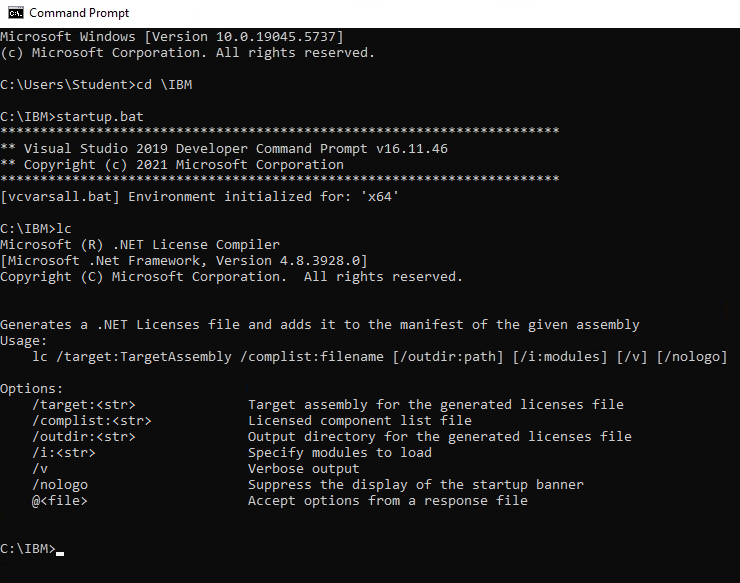 Command Prompt
Microsoft Windows [Version 10.0.19045.5737]
(c) Microsoft Corporation. All rights reserved.
C:\Users\Student>cd \IBM
C:\IBM>startup.bat
**********************************************************************
** Visual Studio 2019 Developer Command Prompt v16.11.46
** Copyright (c) 2021 Microsoft Corporation
**********************************************************************
[vcvarsall.bat] Environment initialized for: 'x64'
C:\IBM>lc
Microsoft (R) .NET License Compiler
[Microsoft .Net Framework, Version 4.8.3928.0]
Copyright (C) Microsoft Corporation.  All rights reserved.
Generates a .NET Licenses file and adds it to the manifest of the given assembly
Usage:
    lc /target:TargetAssembly /complist:filename [/outdir:path] [/i:modules] [/v] [/nologo]
Options:
    /target:<str>              Target assembly for the generated licenses file
    /complist:<str>            Licensed component list file
    /outdir:<str>              Output directory for the generated licenses file
    /i:<str>                   Specify modules to load
    /v                         Verbose output
    /nologo                    Suppress the display of the startup banner
    @<file>                    Accept options from a response file
C:\IBM>